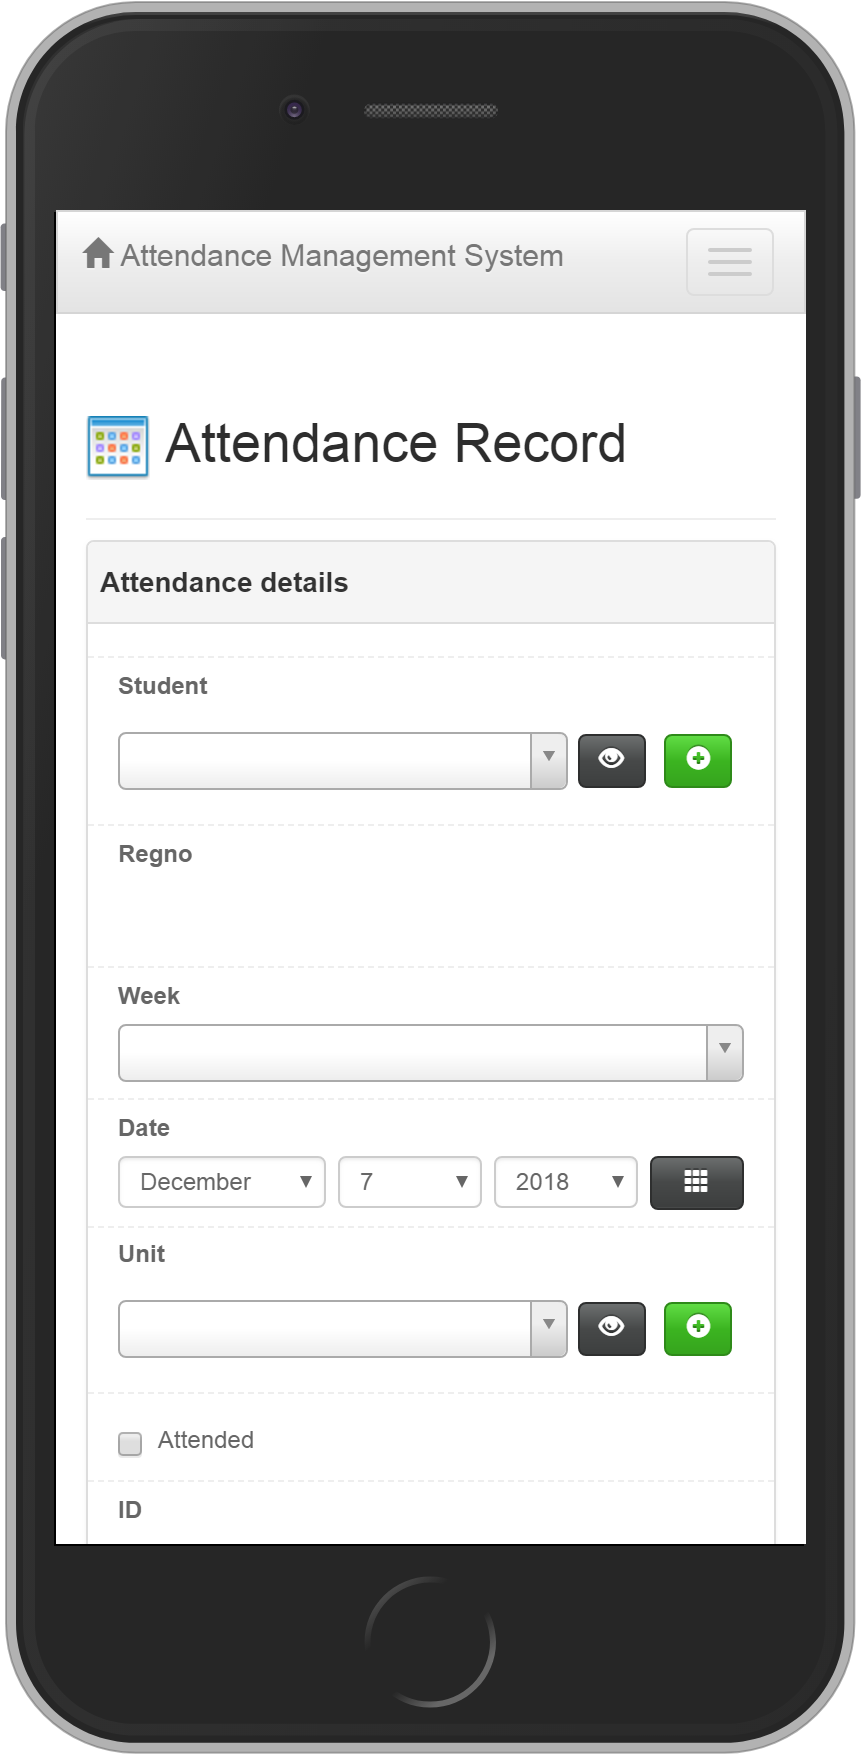 Attendance Management System
Attendance Record
Attendance details
Student
Regno
Week
Date
December 7 2018
Unit
Attended
ID